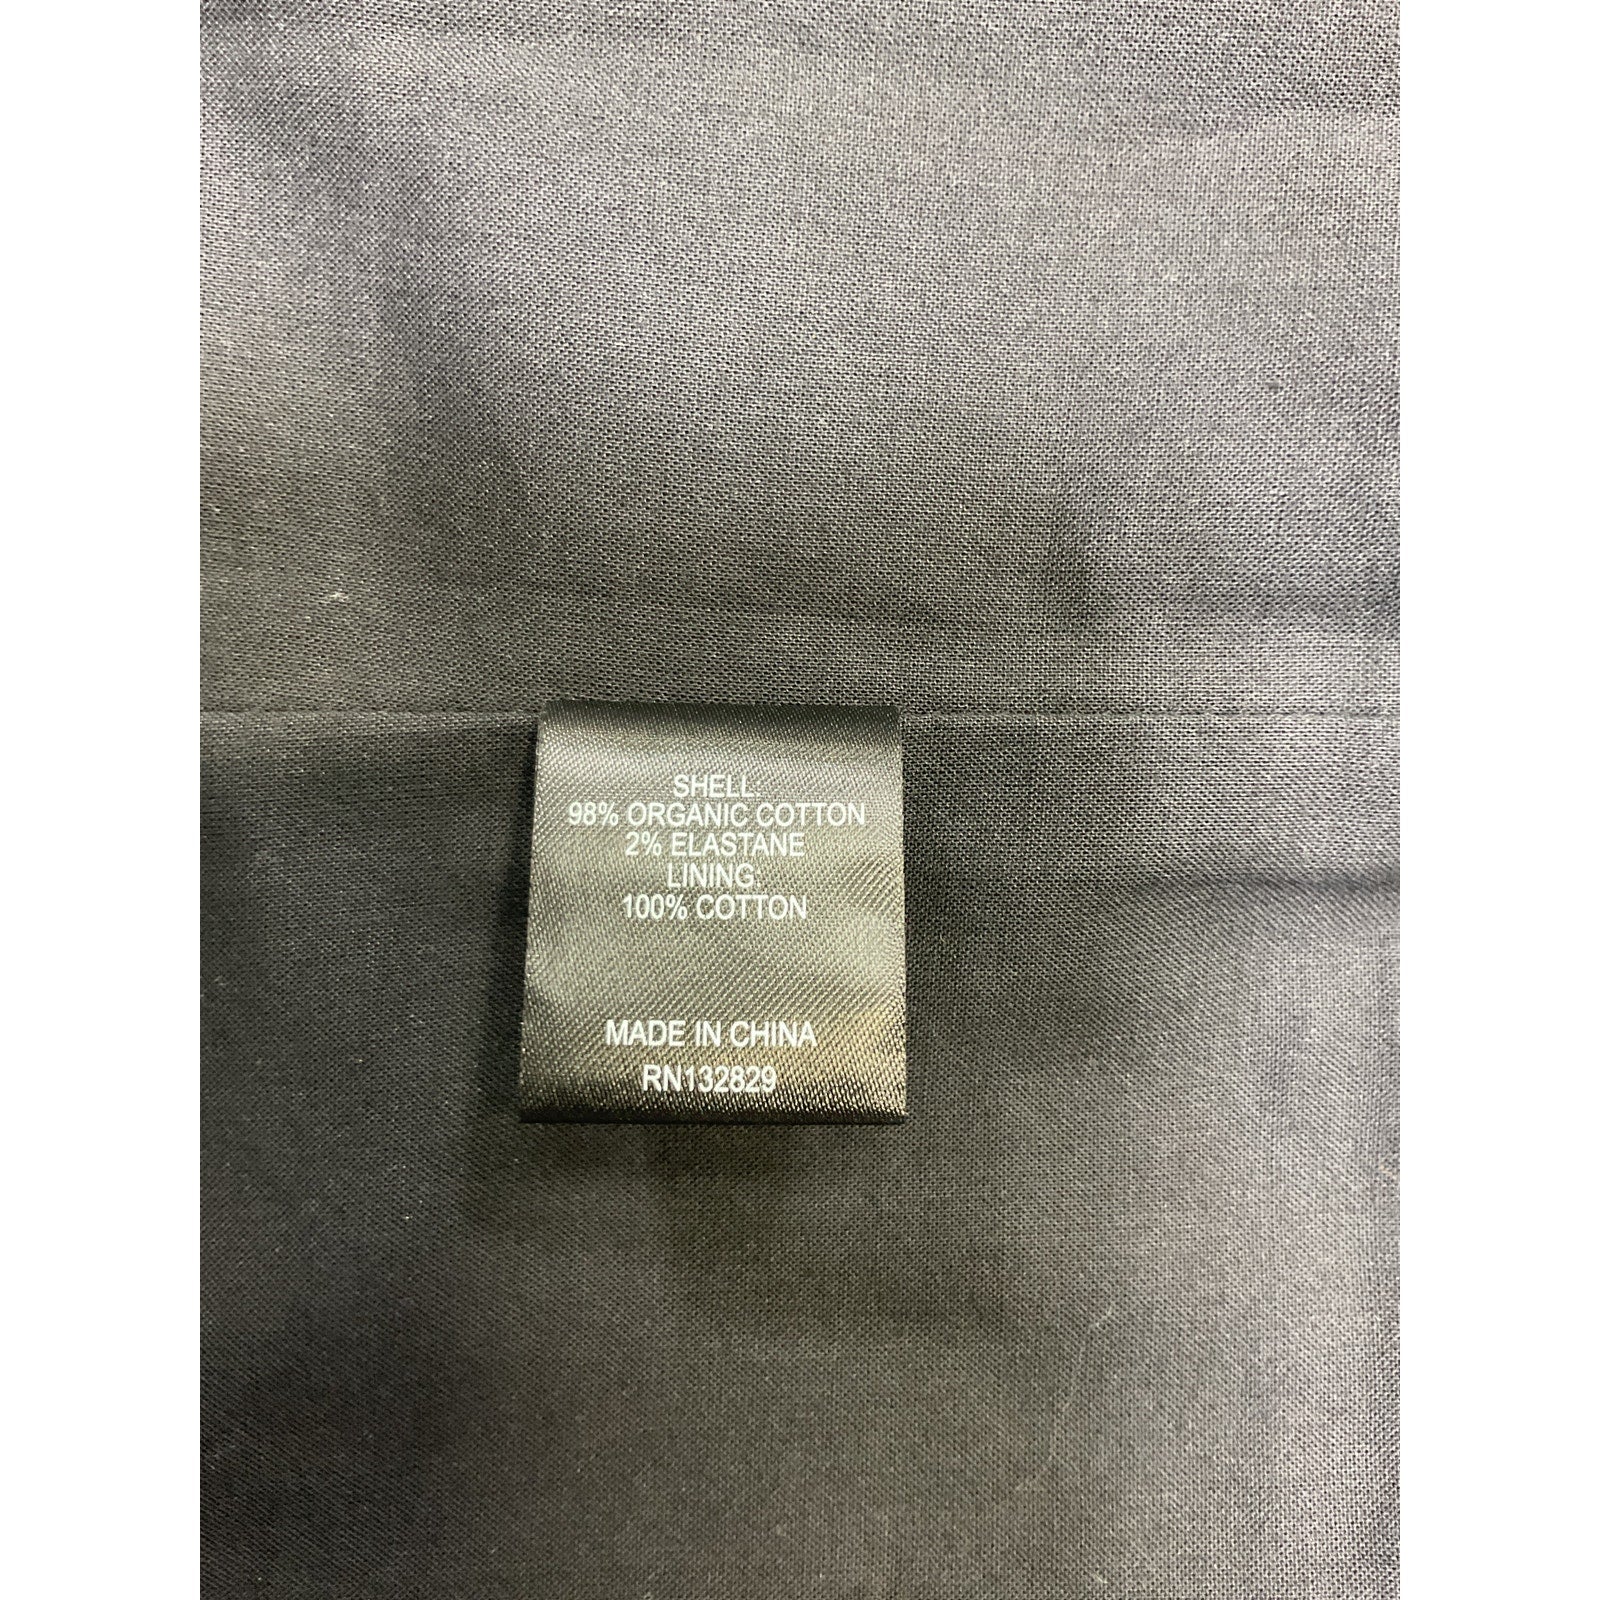 SHELL
98% ORGANIC COTTON
2% ELASTANE
LINING
100% COTTON
MADE IN CHINA
RN132829